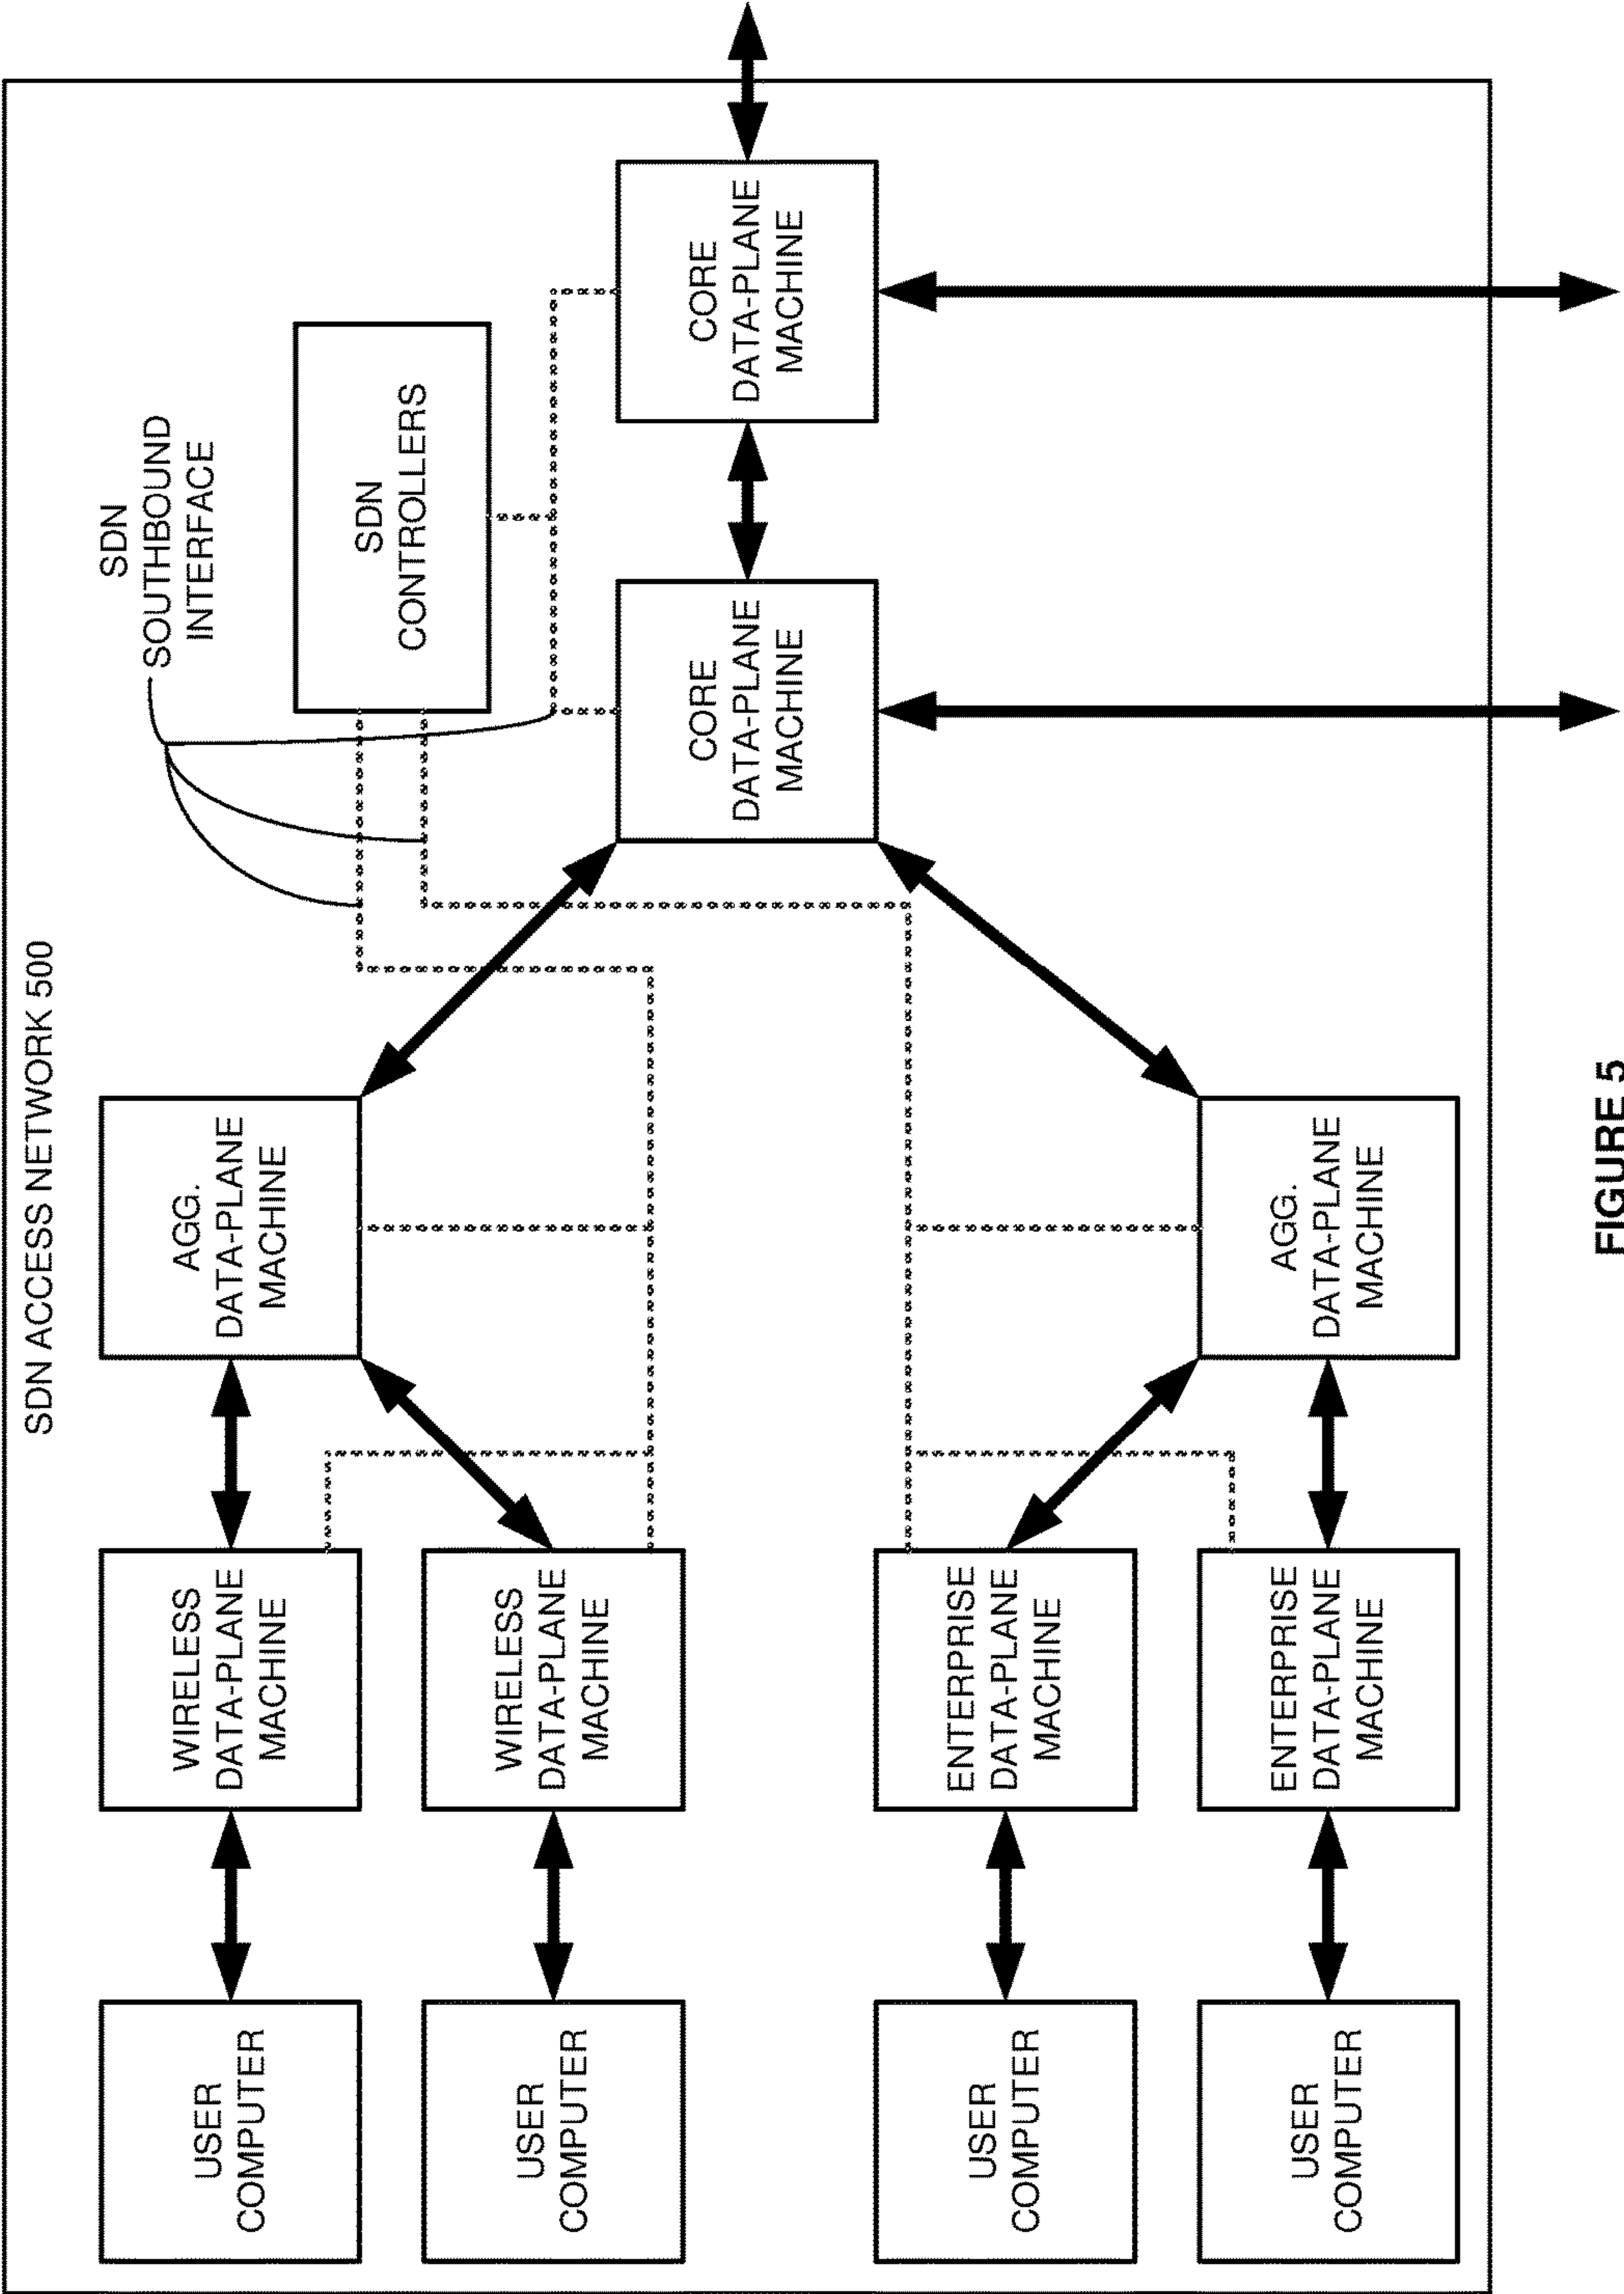 SDN ACCESS NETWORK 500
SDN
SOUTHBOUND
INTERFACE
USER
COMPUTER
WIRELESS
DATA-PLANE
MACHINE
AGG.
DATA-PLANE
MACHINE
SDN
CONTROLLERS
USER
COMPUTER
WIRELESS
DATA-PLANE
MACHINE
CORE
DATA-PLANE
MACHINE
CORE
DATA-PLANE
MACHINE
USER
COMPUTER
ENTERPRISE
DATA-PLANE
MACHINE
USER
COMPUTER
ENTERPRISE
DATA-PLANE
MACHINE
AGG.
DATA-PLANE
MACHINE
FIGURE 5